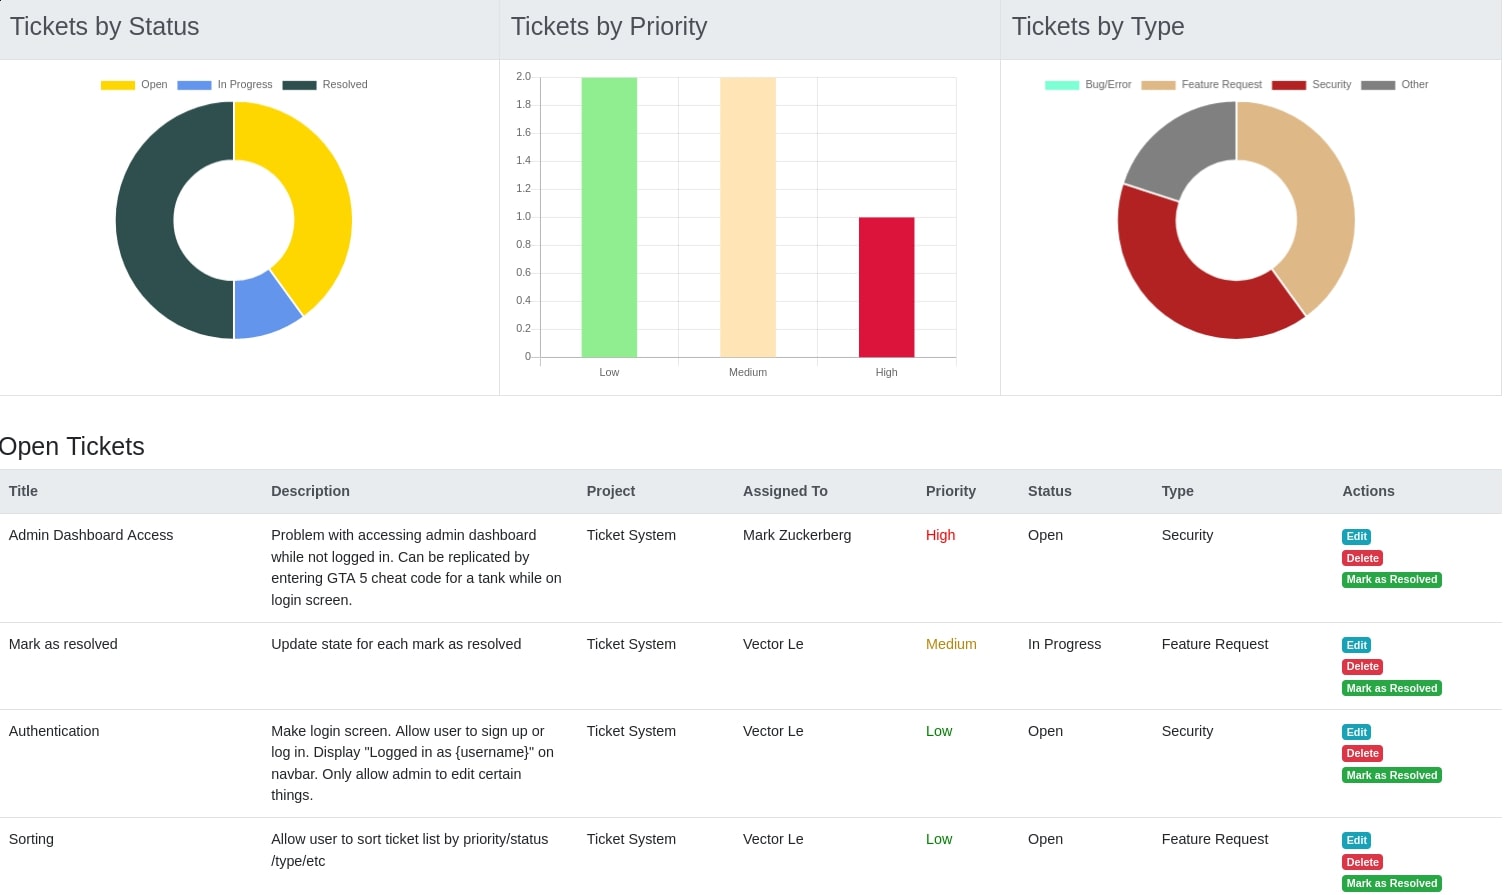 Tickets by Status
Tickets by Priority
Tickets by Type
Open
In Progress
Resolved
2.0
1.8
1.6
1.4
1.2
1.0
0.8
0.6
0.4
0.2
0
Low
Medium
High
Bug/Error
Feature Request
Security
Other
Open Tickets
Title Description Project Assigned To Priority Status Type Actions
Admin Dashboard Access
Problem with accessing admin dashboard
while not logged in. Can be replicated by
entering GTA 5 cheat code for a tank while on
login screen.
Ticket System
Mark Zuckerberg
High
Open
Security
Edit
Delete
Mark as Resolved
Mark as resolved
Update state for each mark as resolved
Ticket System
Vector Le
Medium
In Progress
Feature Request
Edit
Delete
Mark as Resolved
Authentication
Make login screen. Allow user to sign up or
log in. Display "Logged in as {username}" on
navbar. Only allow admin to edit certain
things.
Ticket System
Vector Le
Low
Open
Security
Edit
Delete
Mark as Resolved
Sorting
Allow user to sort ticket list by priority/status
/type/etc
Ticket System
Vector Le
Low
Open
Feature Request
Edit
Delete
Mark as Resolved